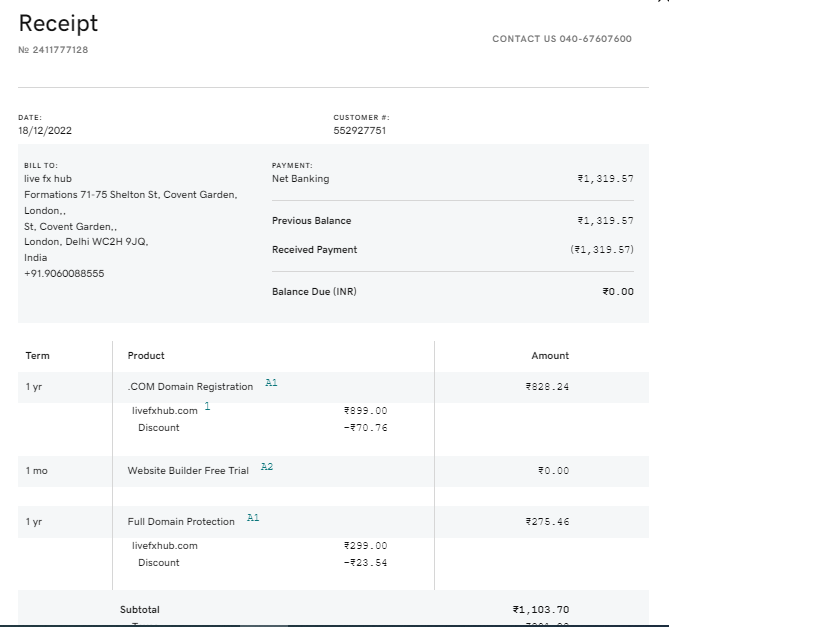 Receipt
№ 2411777128
CONTACT US 040-67607600
DATE:
18/12/2022
CUSTOMER #:
552927751
BILL TO:
live fx hub
Formations 71-75 Shelton St, Covent Garden,
London,,
St, Covent Garden,,
London, Delhi WC2H 9JQ,
India
+91.9060088555
PAYMENT:
Net Banking ₹1,319.57
Previous Balance ₹1,319.57
Received Payment (₹1,319.57)
Balance Due (INR) ₹0.00
Term Product Amount
1 yr .COM Domain Registration A1 ₹828.24
livefxhub.com 1 ₹899.00
Discount −₹70.76
1 mo Website Builder Free Trial A2 ₹0.00
1 yr Full Domain Protection A1 ₹275.46
livefxhub.com ₹299.00
Discount −₹23.54
Subtotal ₹1,103.70